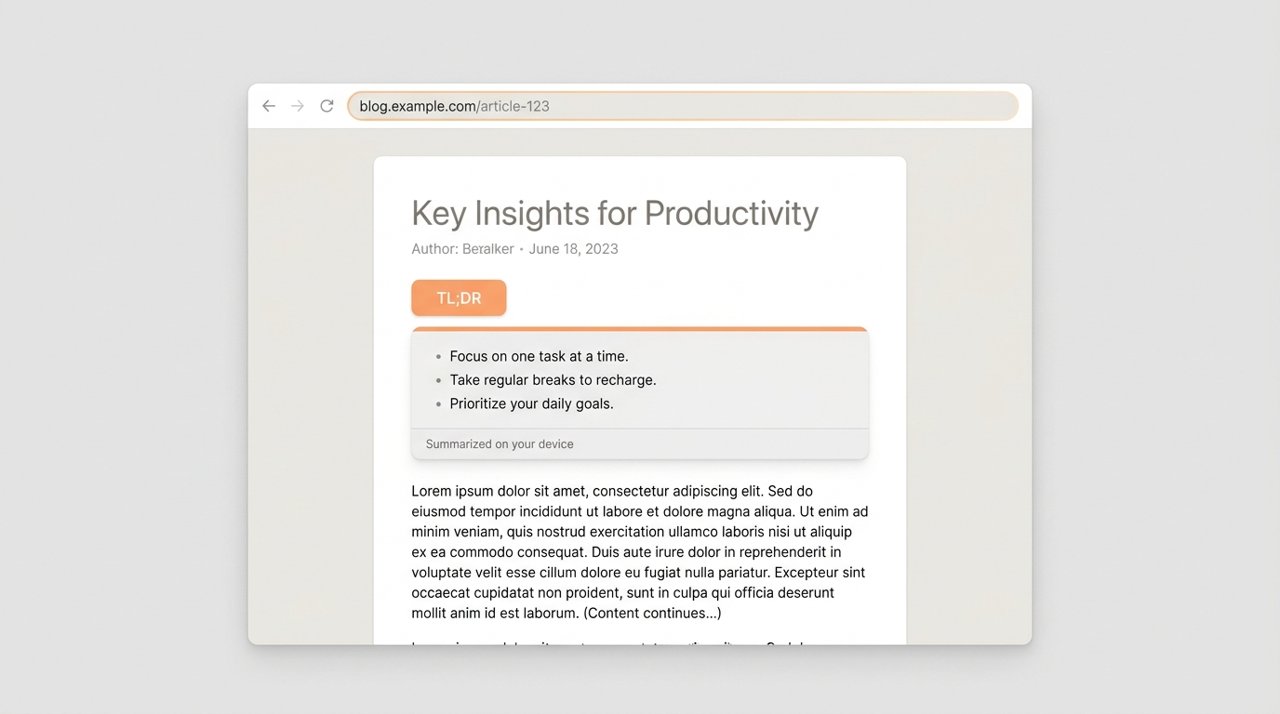 blog.example.com/article-123
Key Insights for Productivity
Author: Beralker • June 18, 2023
TL;DR
• Focus on one task at a time.
• Take regular breaks to recharge.
• Prioritize your daily goals.
Summarized on your device
Lorem ipsum dolor sit amet, consectetur adipiscing elit. Sed do
eiusmod tempor incididunt ut labore et dolore magna aliqua. Ut enim ad
minim veniam, quis nostrud exercitation ullamco laboris nisi ut aliquip
ex ea commodo consequat. Duis aute irure dolor in reprehenderit in
voluptate velit esse cillum dolore eu fugiat nulla pariatur. Excepteur sint
occaecat cupidatat non proident, sunt in culpa qui officia deserunt
mollit anim id est laborum. (Content continues...)